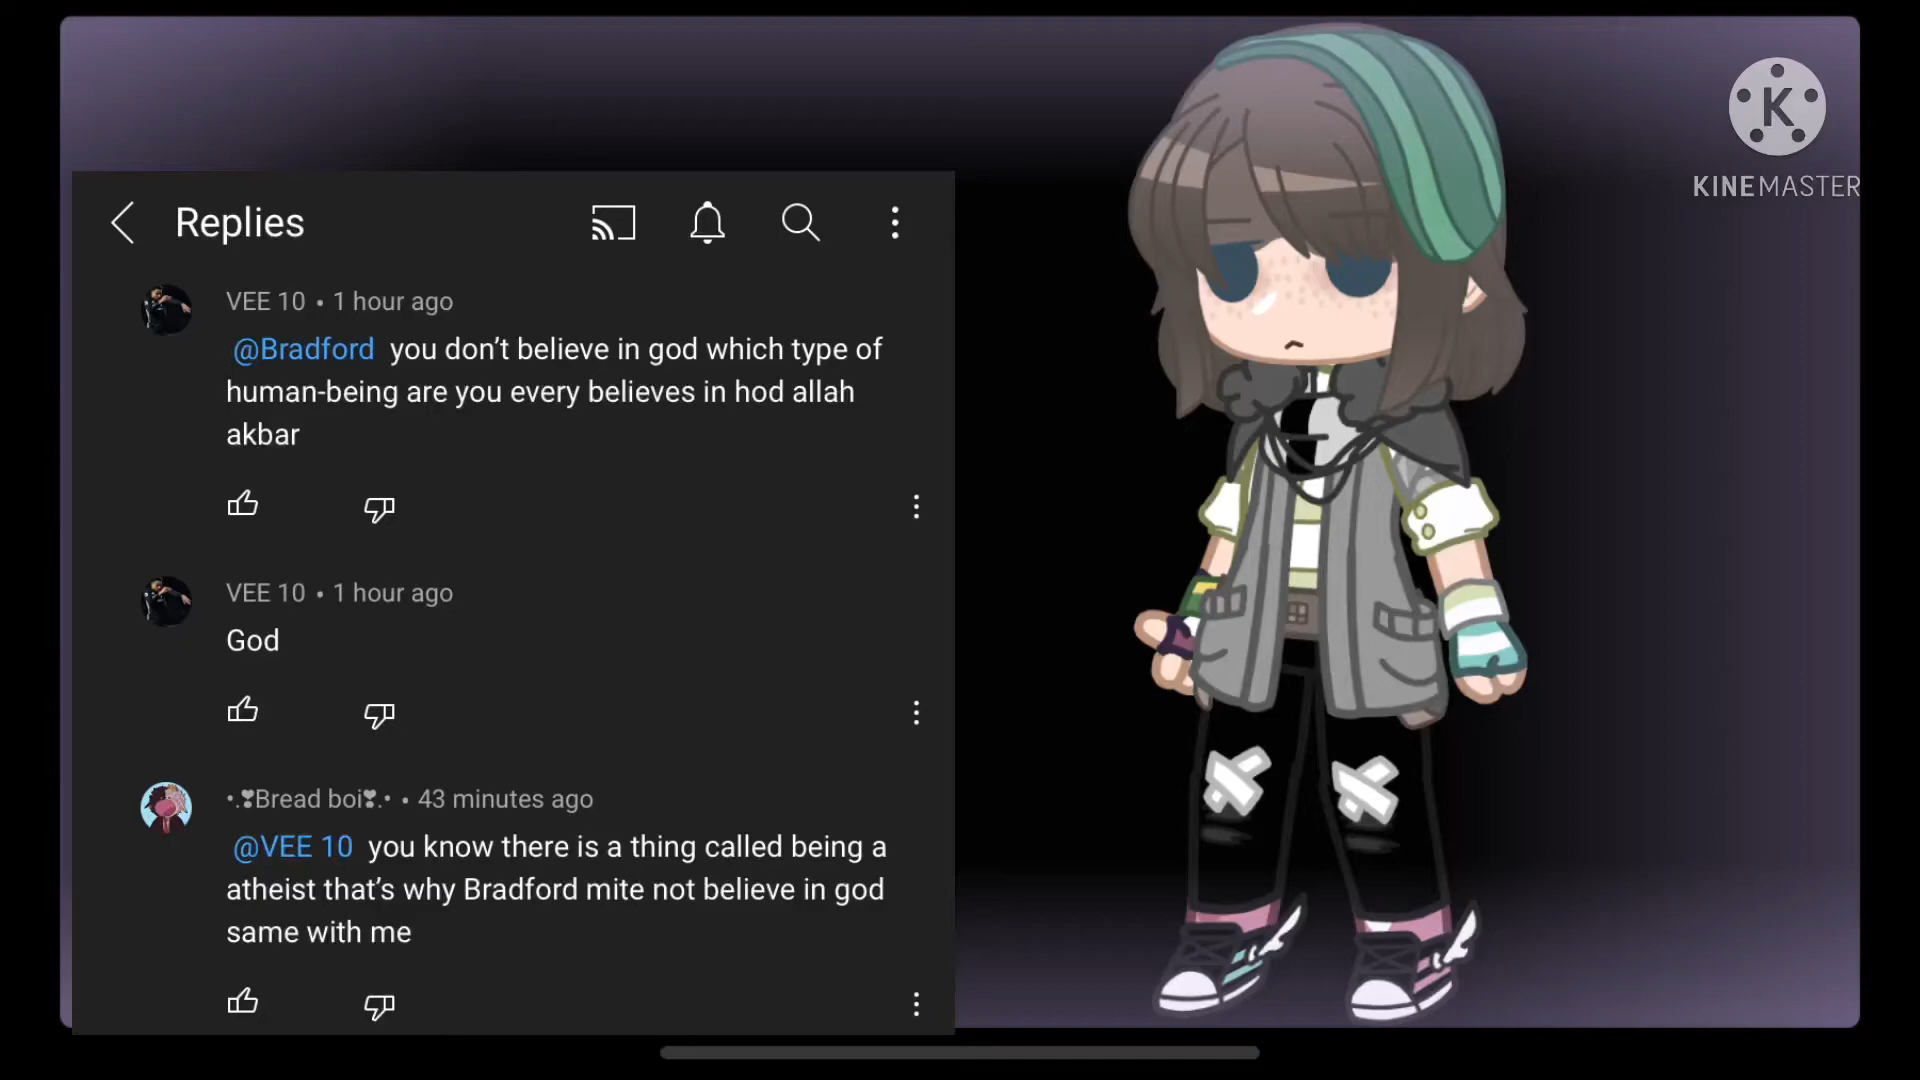 Replies
VEE 10 • 1 hour ago
@Bradford you don’t believe in god which type of
human-being are you every believes in hod allah
akbar
VEE 10 • 1 hour ago
God
•.❣Bread boi❣.• • 43 minutes ago
@VEE 10 you know there is a thing called being a
atheist that’s why Bradford mite not believe in god
same with me
K
KINEMASTER